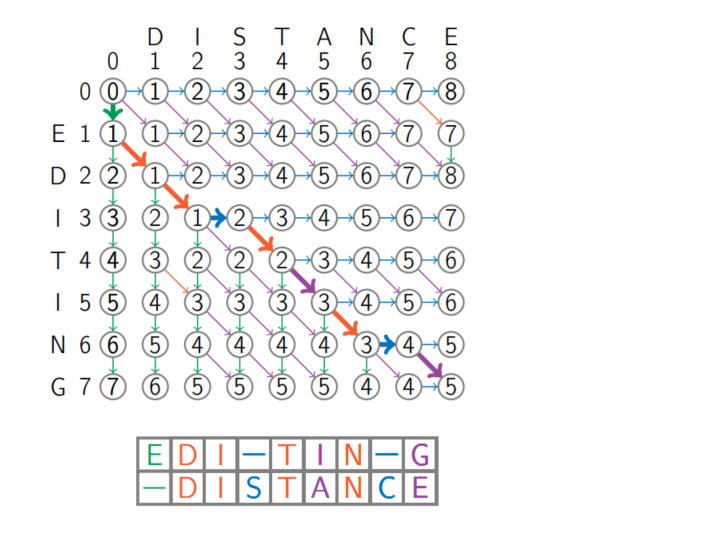 D I S T A N C E
0 1 2 3 4 5 6 7 8
0 0 1 2 3 4 5 6 7 8
E 1 1 1 2 3 4 5 6 7 7
D 2 2 1 2 3 4 5 6 7 8
I 3 3 2 1 2 3 4 5 6 7
T 4 4 3 2 2 2 3 4 5 6
I 5 5 4 3 3 3 3 4 5 6
N 6 6 5 4 4 4 4 3 4 5
G 7 7 6 5 5 5 5 4 4 5
E D I – T I N – G
– D I S T A N C E